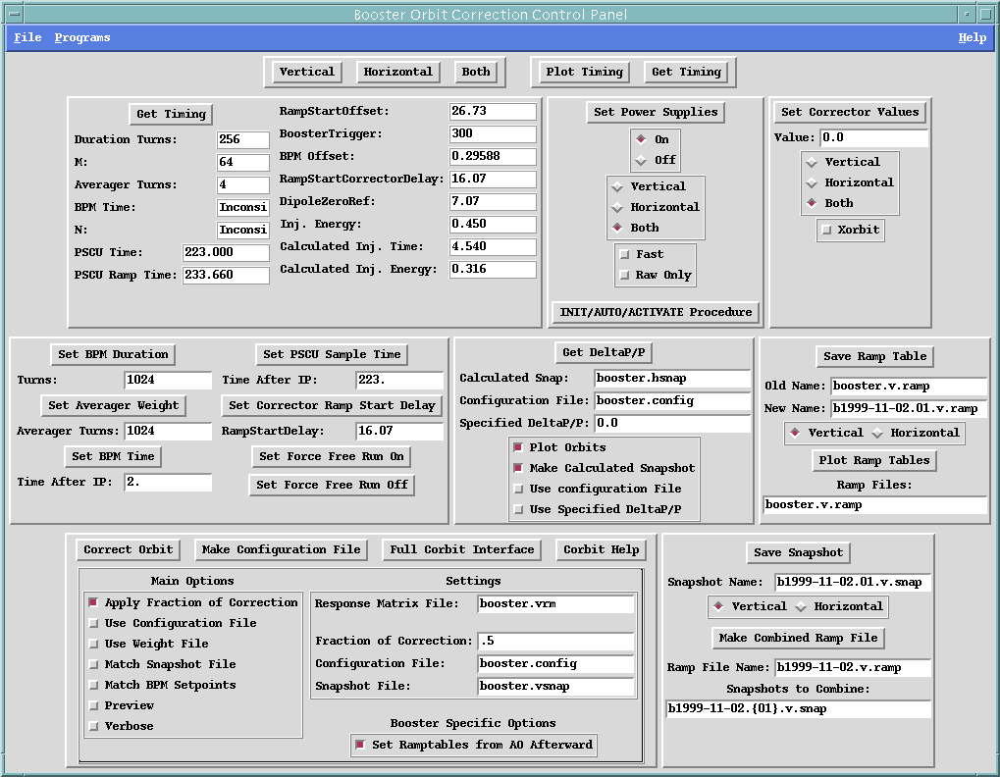 Booster Orbit Correction Control Panel
File Programs Help
Vertical Horizontal Both Plot Timing Get Timing
Get Timing
Duration Turns: 256
M: 64
Averager Turns: 4
BPM Time: Inconsi
N: Inconsi
PSCU Time: 223.000
PSCU Ramp Time: 233.660
RampStartOffset: 26.73
BoosterTrigger: 300
BPM Offset: 0.29588
RampStartCorrectorDelay: 16.07
DipoleZeroRef: 7.07
Inj. Energy: 0.450
Calculated Inj. Time: 4.540
Calculated Inj. Energy: 0.316
Set Power Supplies
On
Off
Vertical
Horizontal
Both
Fast
Raw Only
INIT/AUTO/ACTIVATE Procedure
Set Corrector Values
Value: 0.0
Vertical
Horizontal
Both
Xorbit
Set BPM Duration
Turns: 1024
Set Averager Weight
Averager Turns: 1024
Set BPM Time
Time After IP: 2.
Set PSCU Sample Time
Time After IP: 223.
Set Corrector Ramp Start Delay
RampStartDelay: 16.07
Set Force Free Run On
Set Force Free Run Off
Get DeltaP/P
Calculated Snap: booster.hsnap
Configuration File: booster.config
Specified DeltaP/P: 0.0
Plot Orbits
Make Calculated Snapshot
Use configuration File
Use Specified DeltaP/P
Save Ramp Table
Old Name: booster.v.ramp
New Name: b1999-11-02.01.v.ramp
Vertical Horizontal
Plot Ramp Tables
Ramp Files:
booster.v.ramp
Correct Orbit Make Configuration File Full Corbit Interface Corbit Help
Main Options
Apply Fraction of Correction
Use Configuration File
Use Weight File
Match Snapshot File
Match BPM Setpoints
Preview
Verbose
Settings
Response Matrix File: booster.vrm
Fraction of Correction: .5
Configuration File: booster.config
Snapshot File: booster.vsnap
Booster Specific Options
Set Ramptables from AO Afterward
Save Snapshot
Snapshot Name: b1999-11-02.01.v.snap
Vertical Horizontal
Make Combined Ramp File
Ramp File Name: b1999-11-02.v.ramp
Snapshots to Combine:
b1999-11-02.{01}.v.snap